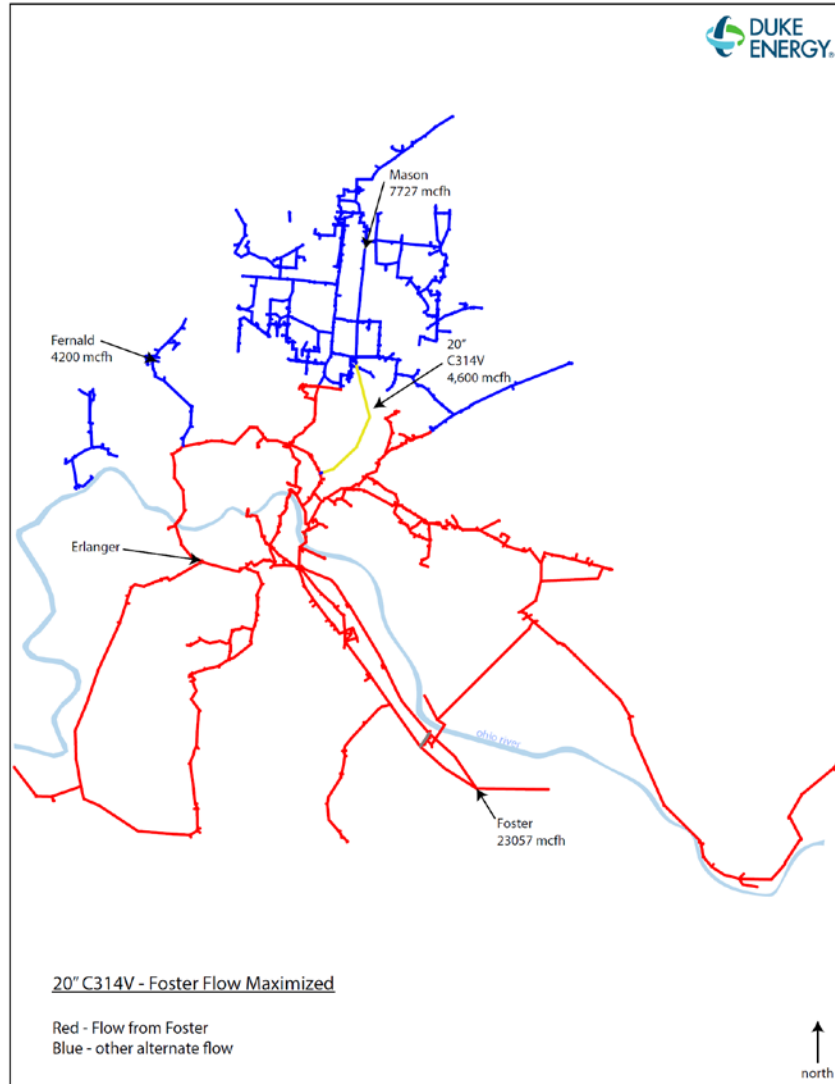 DUKE
ENERGY®
Mason
7727 mcfh
20"
C314V
4,600 mcfh
Fernald
4200 mcfh
Erlanger
ohio river
Foster
23057 mcfh
20" C314V - Foster Flow Maximized
Red - Flow from Foster
Blue - other alternate flow
north